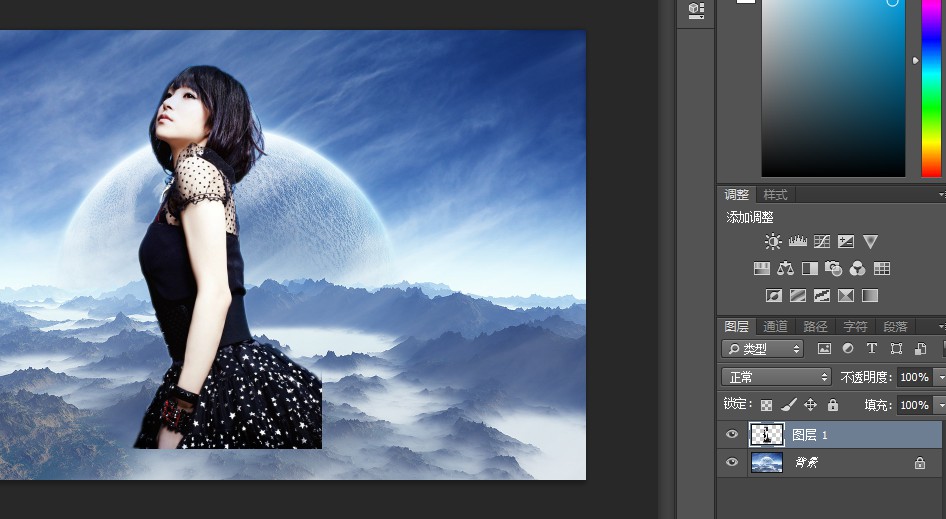 调整 样式
添加调整
图层 通道 路径 字符 段落
类型 T
正常 不透明度: 100%
锁定: 填充: 100%
图层 1
背景